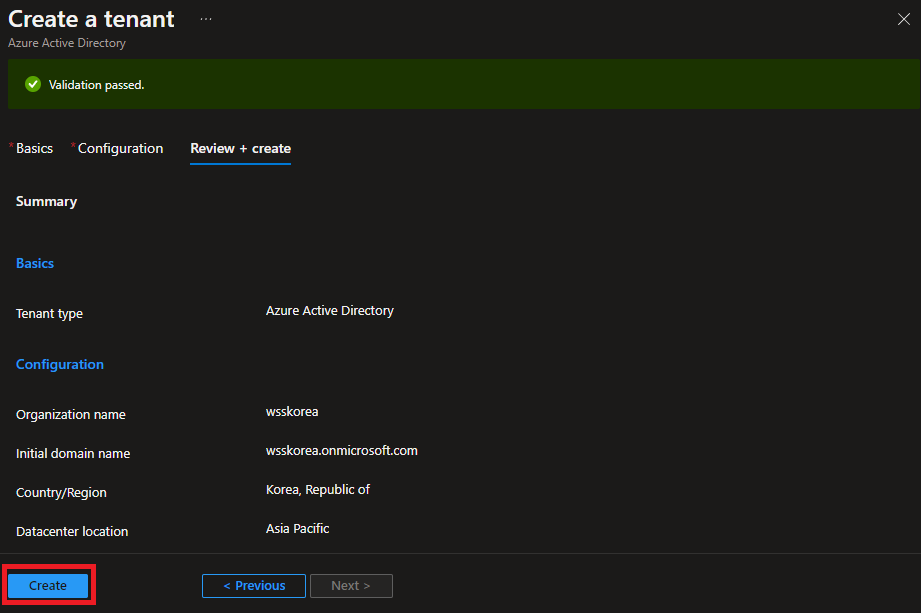 Create a tenant ...
Azure Active Directory
Validation passed.
* Basics * Configuration Review + create
Summary
Basics
Tenant type Azure Active Directory
Configuration
Organization name wsskorea
Initial domain name wsskorea.onmicrosoft.com
Country/Region Korea, Republic of
Datacenter location Asia Pacific
Create < Previous Next >